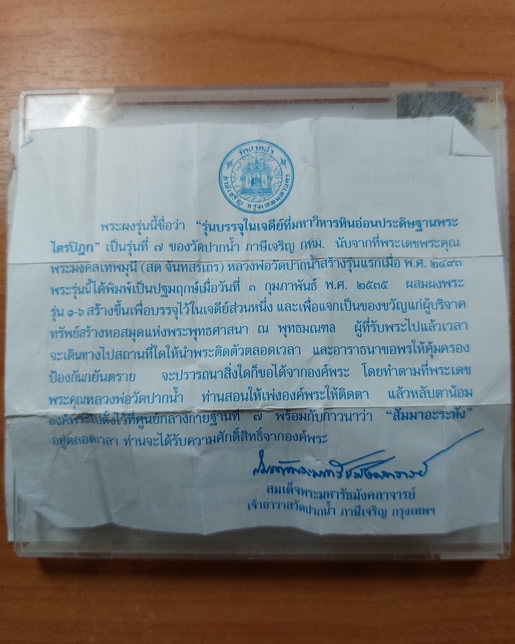 วัดปากน้ำ
ภาษีเจริญ กรุงเทพมหานคร
พระผงรุ่นนี้ชื่อว่า "รุ่นบรรจุในเจดีย์ที่มหาวิหารหินอ่อนประดิษฐานพระ
ไตรปิฎก" เป็นรุ่นที่ ๗ ของวัดปากน้ำ ภาษีเจริญ กทม. นับจากที่พระเดชพระคุณ
พระมงคลเทพมุนี (สด จันทสรเถร) หลวงพ่อวัดปากน้ำสร้างรุ่นแรกเมื่อ พ.ศ. ๒๔๙๓
พระรุ่นนี้ได้พิมพ์เป็นปฐมฤกษ์เมื่อวันที่ ๓ กุมภาพันธ์ พ.ศ. ๒๕๓๕ ผสมผงพระ
รุ่น ๑-๖ สร้างขึ้นเพื่อบรรจุไว้ในเจดีย์ส่วนหนึ่ง และเพื่อแจกเป็นของขวัญแก่ผู้บริจาค
ทรัพย์สร้างหอสมุดแห่งพระพุทธศาสนา ณ พุทธมณฑล ผู้ที่รับพระไปแล้วเวลา
จะเดินทางไปสถานที่ใดให้นำพระติดตัวตลอดเวลา และอาราธนาขอพรให้คุ้มครอง
ป้องกันภยันตราย จะปรารถนาสิ่งใดก็ขอได้จากองค์พระ โดยทำตามที่พระเดช
พระคุณหลวงพ่อวัดปากน้ำ ท่านสอนให้เพ่งองค์พระให้ติดตา แล้วหลับตาน้อม
องค์พระไปตั้งไว้ที่ศูนย์กลางกายฐานที่ ๗ พร้อมกับภาวนาว่า "สัมมาอะระหัง"
อยู่ตลอดเวลา ท่านจะได้รับความศักดิ์สิทธิ์จากองค์พระ
สมเด็จพระมหารัชมังคลาจารย์
เจ้าอาวาสวัดปากน้ำ ภาษีเจริญ กรุงเทพฯ